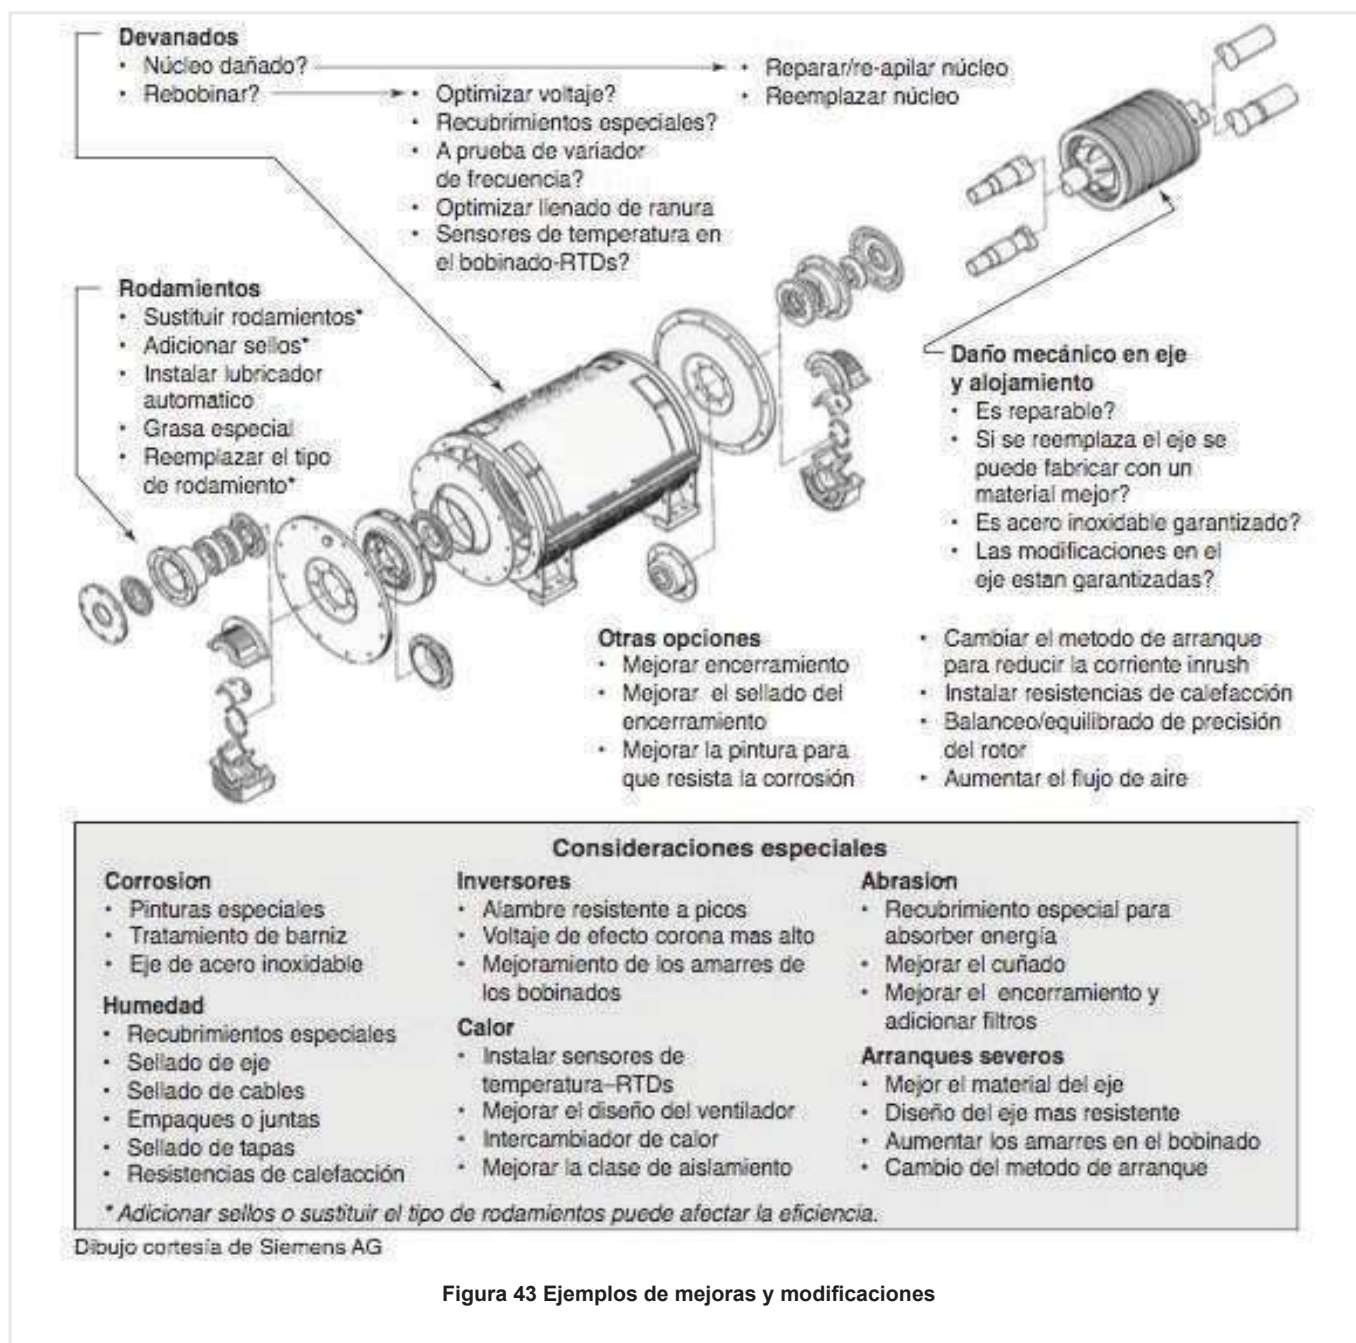 Devanados
• Núcleo dañado?
• Rebobinar?
• Reparar/re-apilar núcleo
• Reemplazar núcleo
• Optimizar voltaje?
• Recubrimientos especiales?
• A prueba de variador
de frecuencia?
• Optimizar llenado de ranura
• Sensores de temperatura en
el bobinado-RTDs?
Rodamientos
• Sustituir rodamientos*
• Adicionar sellos*
• Instalar lubricador
automatico
• Grasa especial
• Reemplazar el tipo
de rodamiento*
Daño mecánico en eje
y alojamiento
• Es reparable?
• Si se reemplaza el eje se
puede fabricar con un
material mejor?
• Es acero inoxidable garantizado?
• Las modificaciones en el
eje estan garantizadas?
Otras opciones
• Mejorar encerramiento
• Mejorar el sellado del
encerramiento
• Mejorar la pintura para
que resista la corrosión
• Cambiar el metodo de arranque
para reducir la corriente inrush
• Instalar resistencias de calefacción
• Balanceo/equilibrado de precisión
del rotor
• Aumentar el flujo de aire
Consideraciones especiales
Corrosion
• Pinturas especiales
• Tratamiento de barniz
• Eje de acero inoxidable
Humedad
• Recubrimientos especiales
• Sellado de eje
• Sellado de cables
• Empaques o juntas
• Sellado de tapas
• Resistencias de calefacción
Inversores
• Alambre resistente a picos
• Voltaje de efecto corona mas alto
• Mejoramiento de los amarres de
los bobinados
Calor
• Instalar sensores de
temperatura–RTDs
• Mejorar el diseño del ventilador
• Intercambiador de calor
• Mejorar la clase de aislamiento
Abrasion
• Recubrimiento especial para
absorber energía
• Mejorar el cuñado
• Mejorar el encerramiento y
adicionar filtros
Arranques severos
• Mejor el material del eje
• Diseño del eje mas resistente
• Aumentar los amarres en el bobinado
• Cambio del metodo de arranque
* Adicionar sellos o sustituir el tipo de rodamientos puede afectar la eficiencia.
Dibujo cortesía de Siemens AG
Figura 43 Ejemplos de mejoras y modificaciones